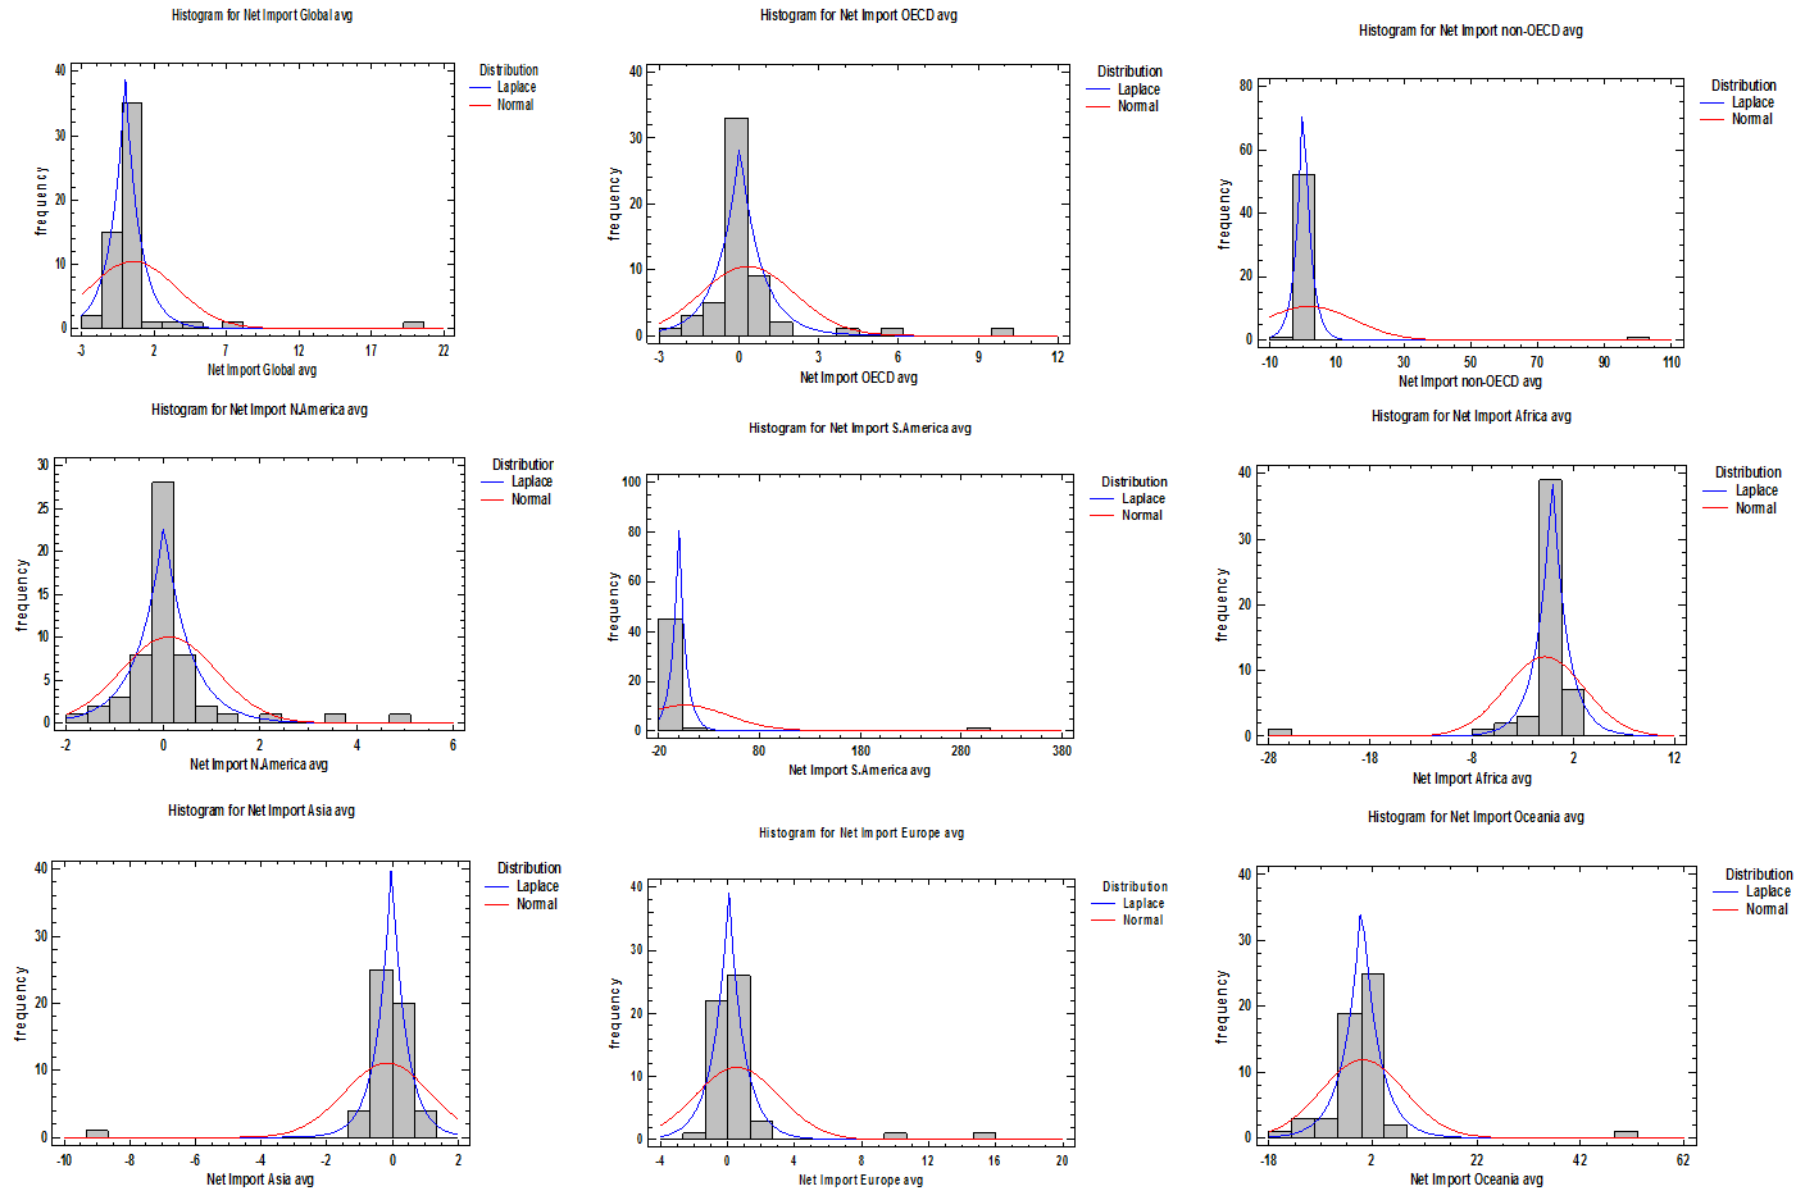 Histogram for Net Import Global avg
Distribution
Laplace
Normal
frequency
40
30
20
10
0
-3 2 7 12 17 22
Net Import Global avg
Histogram for Net Import OECD avg
Distribution
Laplace
Normal
frequency
40
30
20
10
0
-3 0 3 6 9 12
Net Import OECD avg
Histogram for Net Import non-OECD avg
Distribution
Laplace
Normal
frequency
80
60
40
20
0
-10 10 30 50 70 90 110
Net Import non-OECD avg
Histogram for Net Import N.America avg
Distribution
Laplace
Normal
frequency
30
25
20
15
10
5
0
-2 0 2 4 6
Net Import N.America avg
Histogram for Net Import S.America avg
Distribution
Laplace
Normal
frequency
100
80
60
40
20
0
-20 80 180 280 380
Net Import S.America avg
Histogram for Net Import Africa avg
Distribution
Laplace
Normal
frequency
40
30
20
10
0
-28 -18 -8 2 12
Net Import Africa avg
Histogram for Net Import Asia avg
Distribution
Laplace
Normal
frequency
40
30
20
10
0
-10 -8 -6 -4 -2 0 2
Net Import Asia avg
Histogram for Net Import Europe avg
Distribution
Laplace
Normal
frequency
40
30
20
10
0
-4 0 4 8 12 16 20
Net Import Europe avg
Histogram for Net Import Oceania avg
Distribution
Laplace
Normal
frequency
40
30
20
10
0
-18 2 22 42 62
Net Import Oceania avg